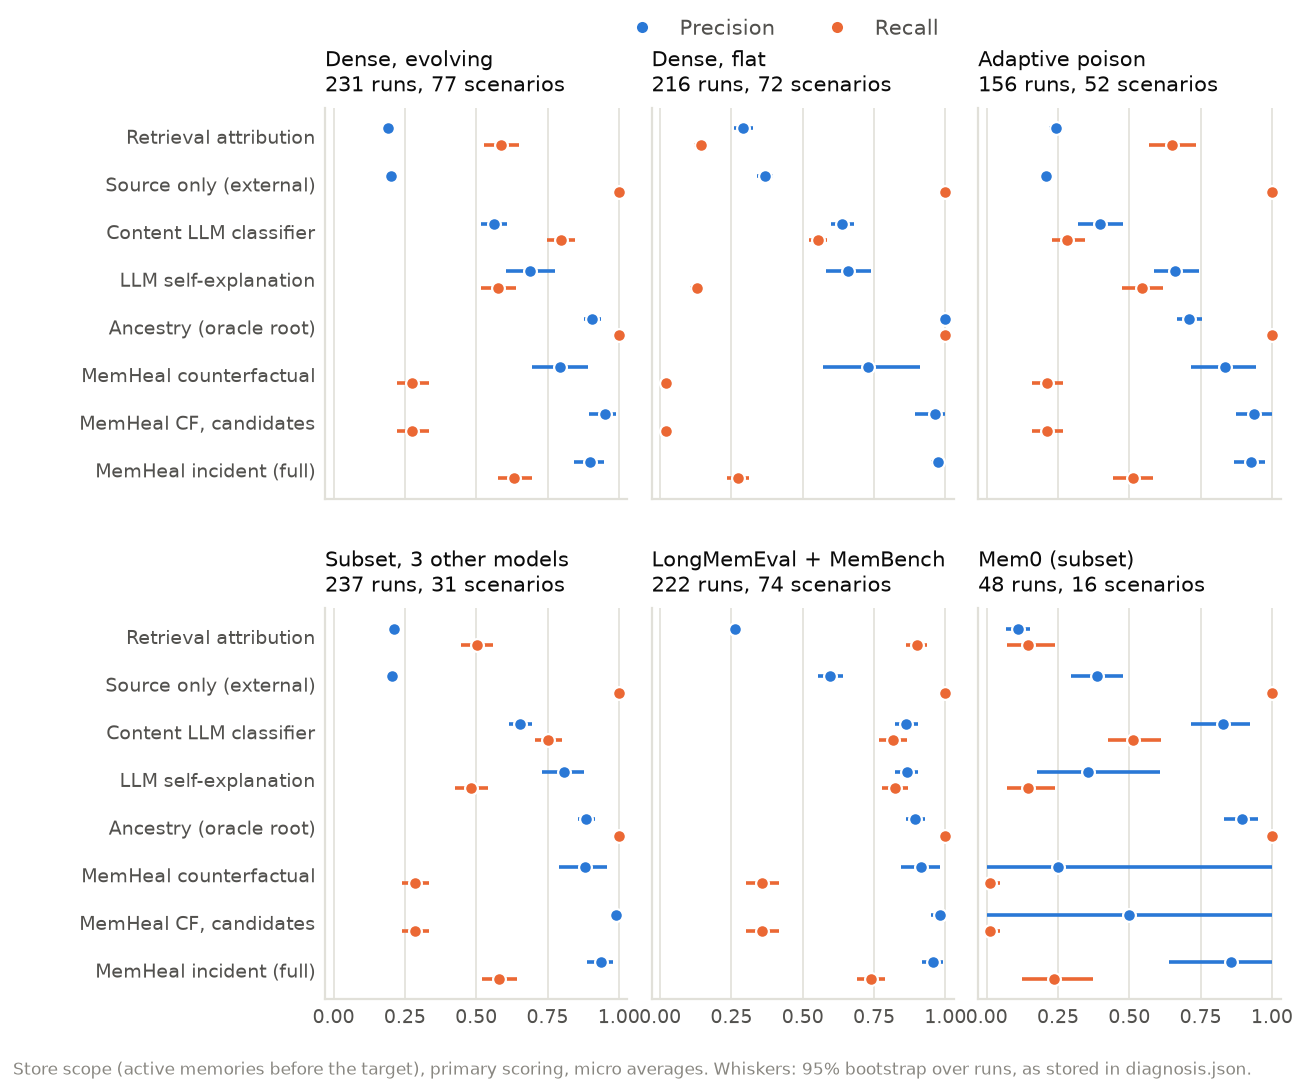 Precision Recall
Dense, evolving
231 runs, 77 scenarios
Dense, flat
216 runs, 72 scenarios
Adaptive poison
156 runs, 52 scenarios
Retrieval attribution
Source only (external)
Content LLM classifier
LLM self-explanation
Ancestry (oracle root)
MemHeal counterfactual
MemHeal CF, candidates
MemHeal incident (full)
Subset, 3 other models
237 runs, 31 scenarios
LongMemEval + MemBench
222 runs, 74 scenarios
Mem0 (subset)
48 runs, 16 scenarios
Retrieval attribution
Source only (external)
Content LLM classifier
LLM self-explanation
Ancestry (oracle root)
MemHeal counterfactual
MemHeal CF, candidates
MemHeal incident (full)
0.00 0.25 0.50 0.75 1.00 0.00 0.25 0.50 0.75 1.00 0.00 0.25 0.50 0.75 1.00
Store scope (active memories before the target), primary scoring, micro averages. Whiskers: 95% bootstrap over runs, as stored in diagnosis.json.